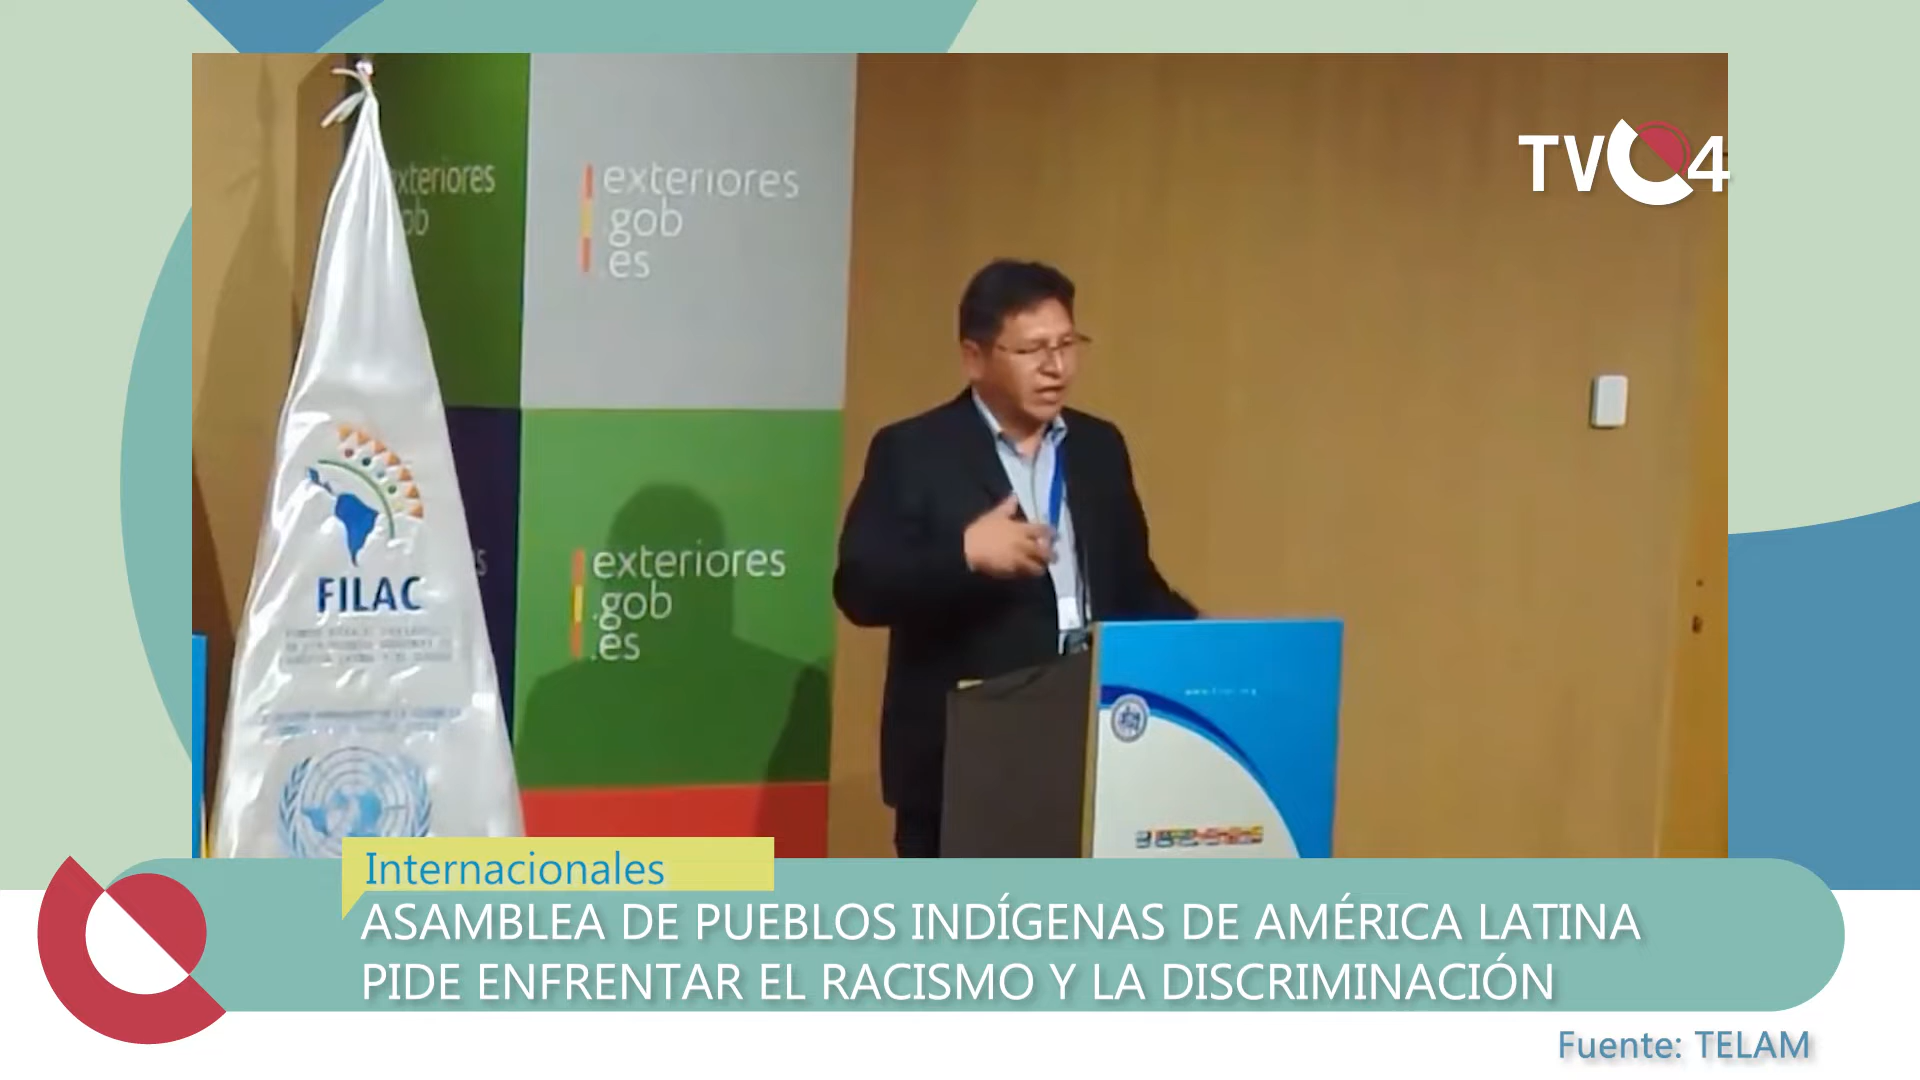 TVC4
exteriores
.gob
.es
exteriores
.gob
.es
FILAC
Internacionales
ASAMBLEA DE PUEBLOS INDÍGENAS DE AMÉRICA LATINA
PIDE ENFRENTAR EL RACISMO Y LA DISCRIMINACIÓN
Fuente: TELAM